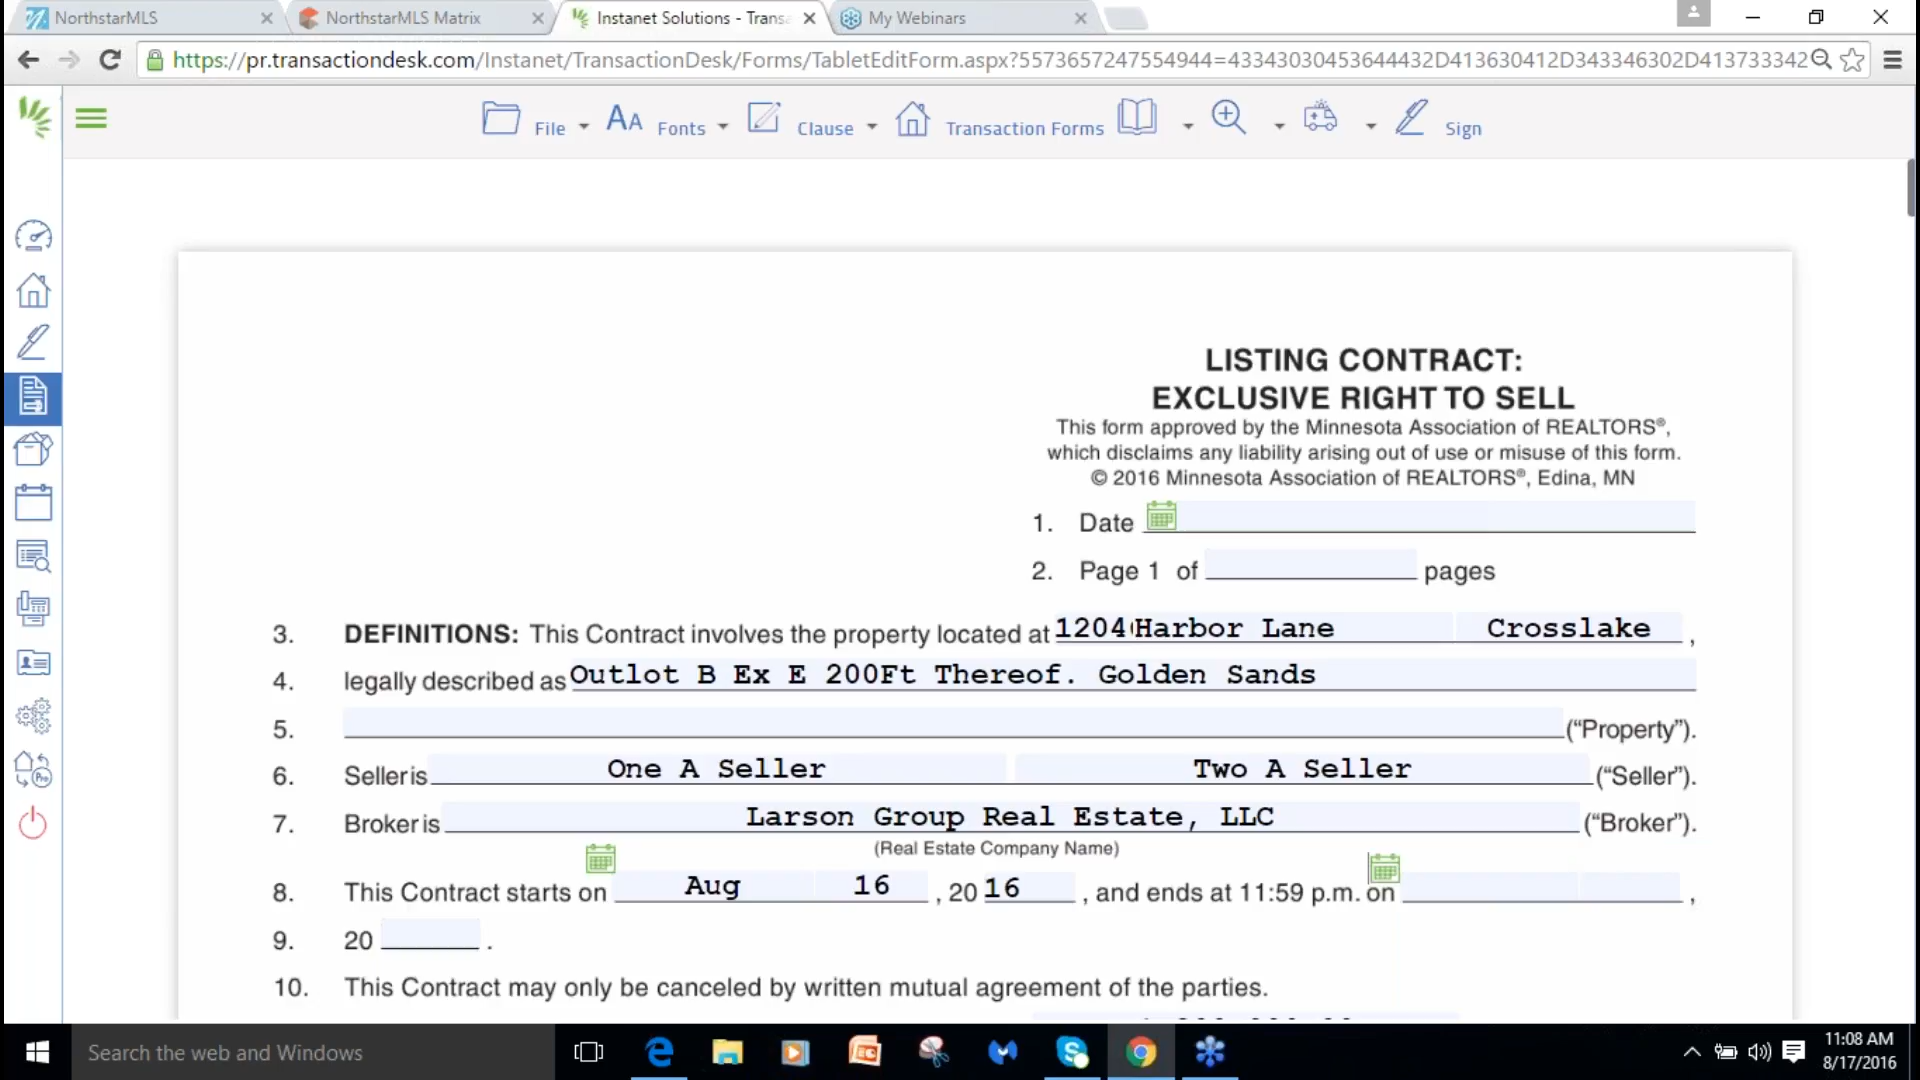 NorthstarMLS
NorthstarMLS Matrix
Instanet Solutions - Transa
My Webinars
https://pr.transactiondesk.com/Instanet/TransactionDesk/Forms/TabletEditForm.aspx?5573657247554944=43343030453644432D413630412D343346302D413733342
File
AA Fonts
Clause
Transaction Forms
Sign
LISTING CONTRACT:
EXCLUSIVE RIGHT TO SELL
This form approved by the Minnesota Association of REALTORS®,
which disclaims any liability arising out of use or misuse of this form.
© 2016 Minnesota Association of REALTORS®, Edina, MN
1. Date
2. Page 1 of pages
3. DEFINITIONS: This Contract involves the property located at 1204 Harbor Lane Crosslake ,
4. legally described as Outlot B Ex E 200Ft Thereof. Golden Sands
5. (“Property”).
6. Seller is One A Seller Two A Seller (“Seller”).
7. Broker is Larson Group Real Estate, LLC (“Broker”).
(Real Estate Company Name)
8. This Contract starts on Aug 16 , 20 16 , and ends at 11:59 p.m. on ,
9. 20 .
10. This Contract may only be canceled by written mutual agreement of the parties.
Search the web and Windows
11:08 AM
8/17/2016